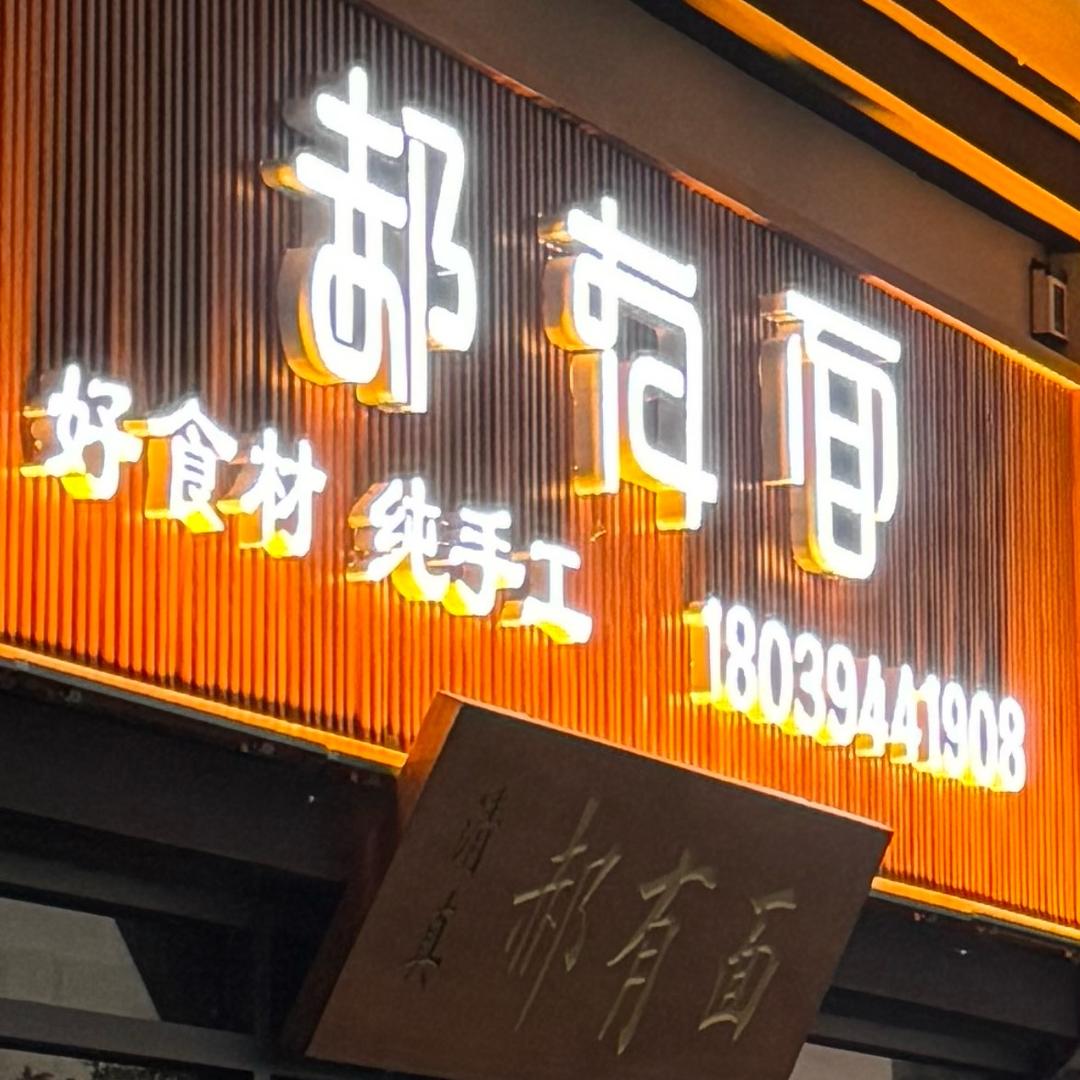 郝有面
好食材 纯手工
18039441908
清真
郝有面